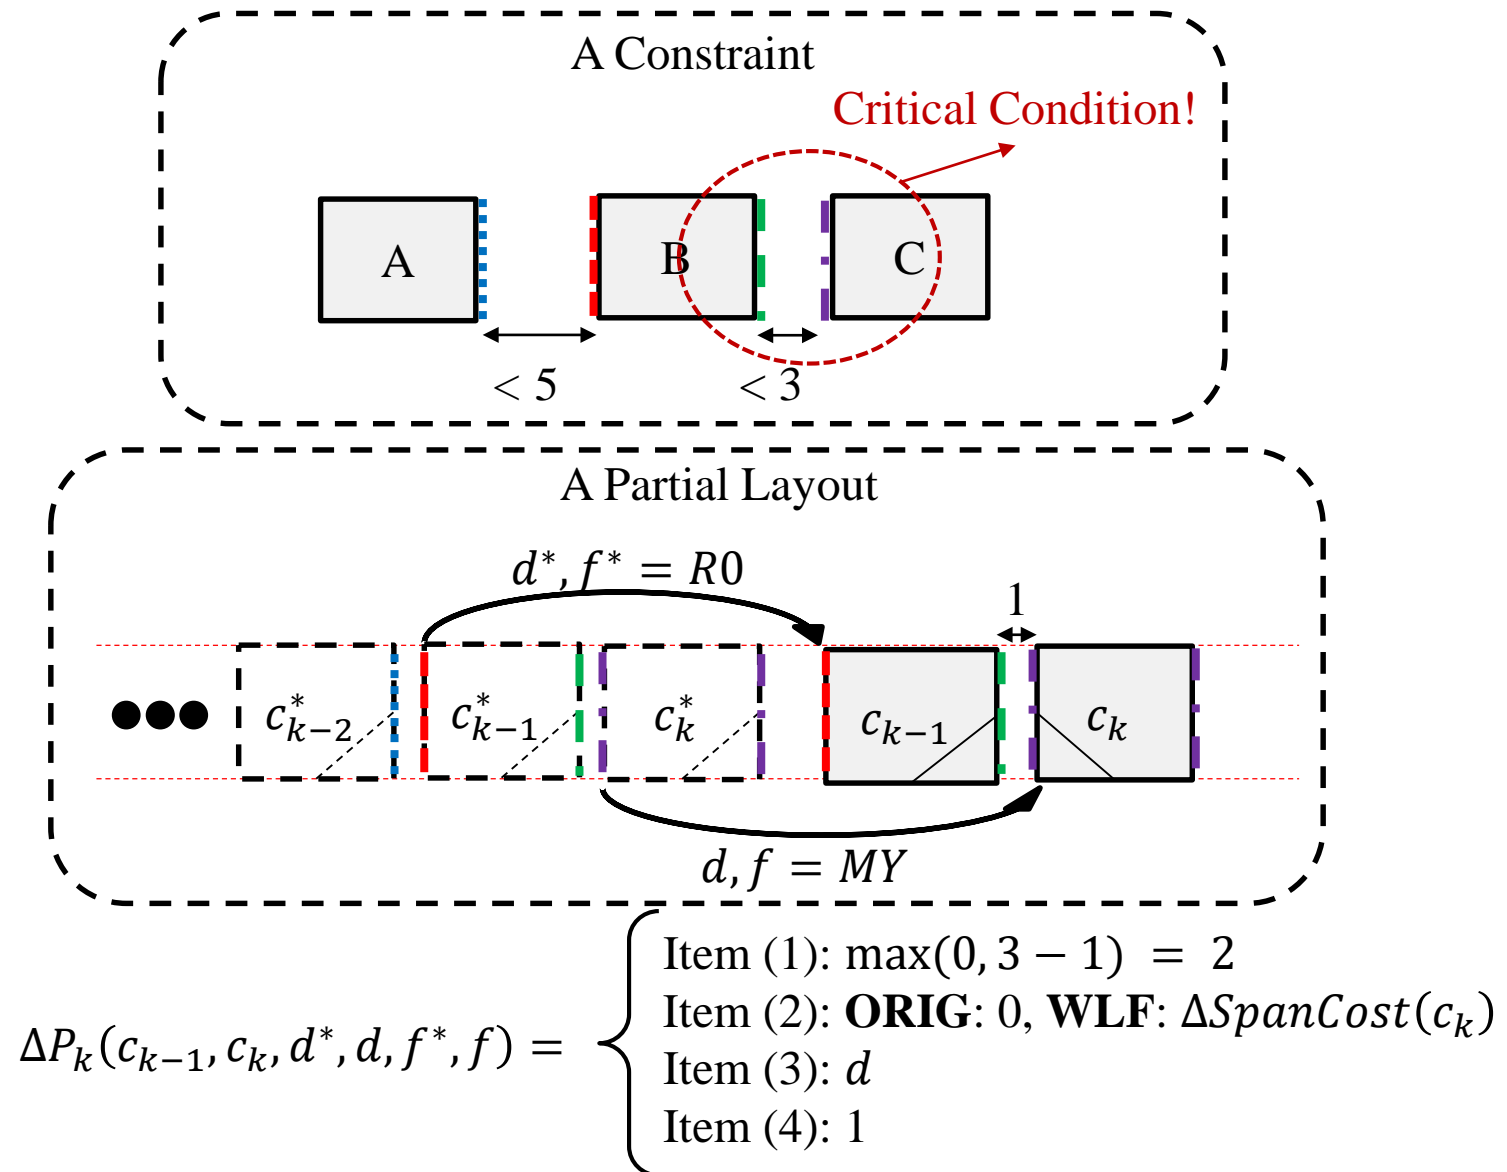 A Constraint
Critical Condition!
A
B
C
< 5
< 3
A Partial Layout
d*, f* = R0
1
c*ₖ₋₂
c*ₖ₋₁
c*ₖ
cₖ₋₁
cₖ
d, f = MY
ΔPₖ(cₖ₋₁, cₖ, d*, d, f*, f) =
Item (1): max(0, 3 − 1) = 2
Item (2): ORIG: 0, WLF: ΔSpanCost(cₖ)
Item (3): d
Item (4): 1